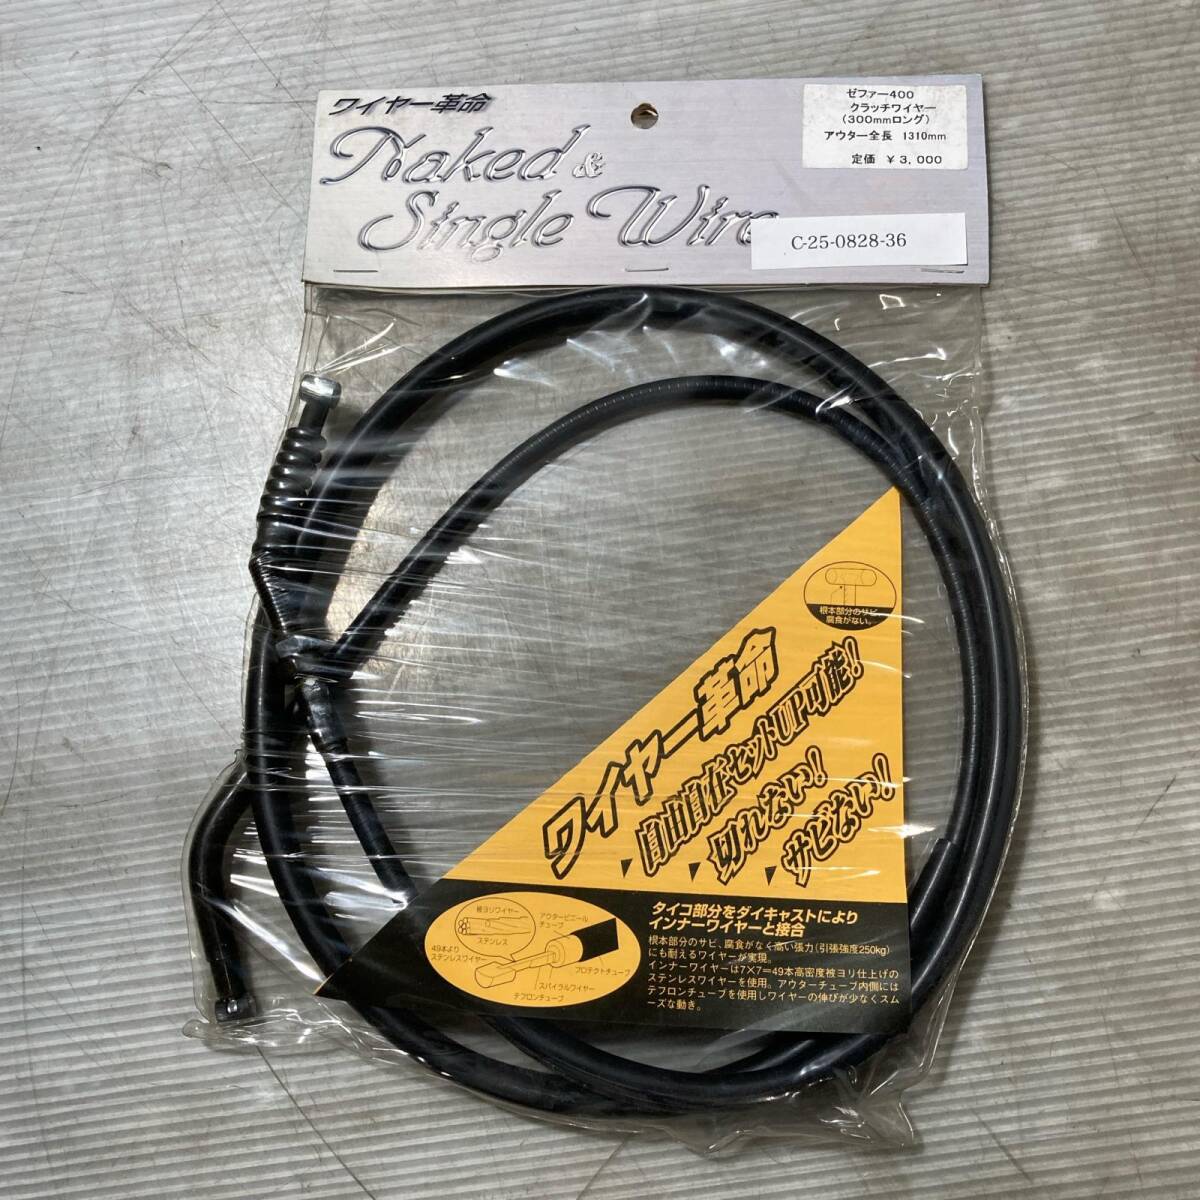 ワイヤー革命
Naked &
Single Wire
ゼファー400
クラッチワイヤー
(300mmロング)
アウター全長 1310mm
定価 ¥3,000
C-25-0828-36
根本部分のサビ、
腐食がない。
ワイヤー革命
自由自在セットUP可能!
切れない!
サビない!
タイコ部分をダイキャストにより
インナーワイヤーと接合
根本部分のサビ、腐食がなく高い張力(引張強度250kg)
にも耐えるワイヤーが実現。
インナーワイヤーは7×7=49本高密度被ヨリ仕上げの
ステンレスワイヤーを使用。アウターチューブ内側には
テフロンチューブを使用しワイヤーの伸びが少なくスム
ーズな動き。
被ヨリワイヤー
ステンレス
アウタービニール
チューブ
49本より
ステンレスワイヤー
プロテクトチューブ
スパイラルワイヤー
テフロンチューブ